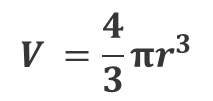 V = 4/3 πr³